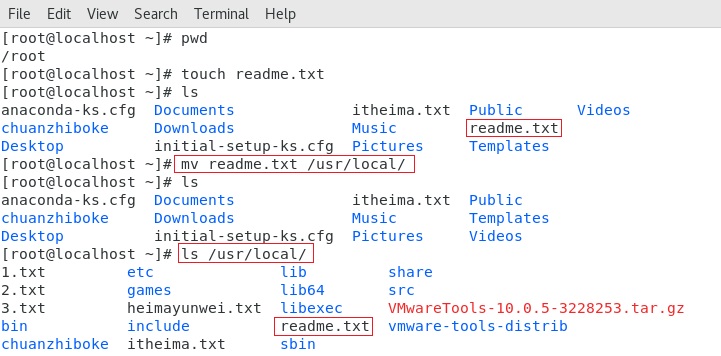 File Edit View Search Terminal Help
[root@localhost ~]# pwd
/root
[root@localhost ~]# touch readme.txt
[root@localhost ~]# ls
anaconda-ks.cfg  Documents             itheima.txt  Public      Videos
chuanzhiboke     Downloads             Music        readme.txt
Desktop          initial-setup-ks.cfg  Pictures     Templates
[root@localhost ~]# mv readme.txt /usr/local/
[root@localhost ~]# ls
anaconda-ks.cfg  Documents             itheima.txt  Public
chuanzhiboke     Downloads             Music        Templates
Desktop          initial-setup-ks.cfg  Pictures     Videos
[root@localhost ~]# ls /usr/local/
1.txt         etc             lib         share
2.txt         games           lib64       src
3.txt         heimayunwei.txt libexec     VMwareTools-10.0.5-3228253.tar.gz
bin           include         readme.txt  vmware-tools-distrib
chuanzhiboke  itheima.txt     sbin